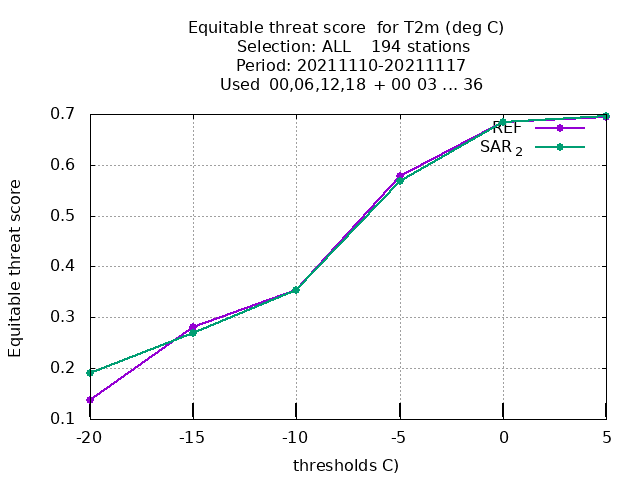 Equitable threat score  for T2m (deg C)
Selection: ALL    194 stations
Period: 20211110-20211117
Used  00,06,12,18  + 00 03 ... 36
0.7
0.6
0.5
0.4
0.3
0.2
0.1
Equitable threat score
REF
SAR 2
-20
-15
-10
-5
0
5
thresholds C)